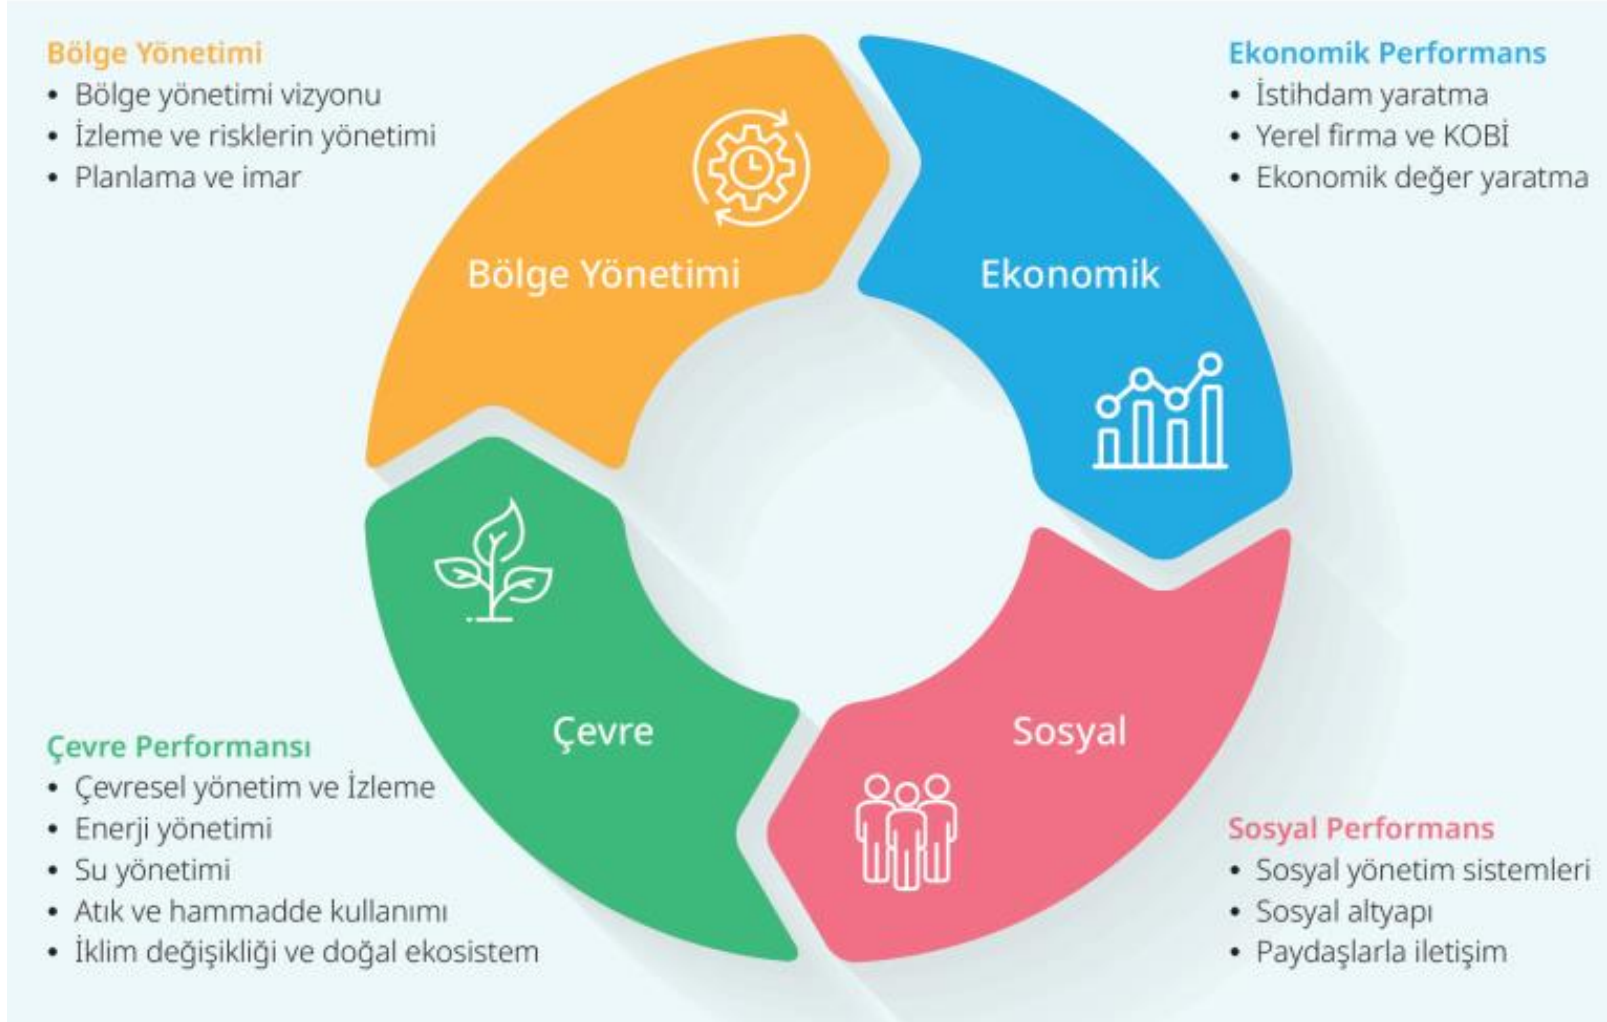 Bölge Yönetimi
• Bölge yönetimi vizyonu
• İzleme ve risklerin yönetimi
• Planlama ve imar
Ekonomik Performans
• İstihdam yaratma
• Yerel firma ve KOBİ
• Ekonomik değer yaratma
Bölge Yönetimi
Ekonomik
Çevre
Sosyal
Çevre Performansı
• Çevresel yönetim ve İzleme
• Enerji yönetimi
• Su yönetimi
• Atık ve hammadde kullanımı
• İklim değişikliği ve doğal ekosistem
Sosyal Performans
• Sosyal yönetim sistemleri
• Sosyal altyapı
• Paydaşlarla iletişim